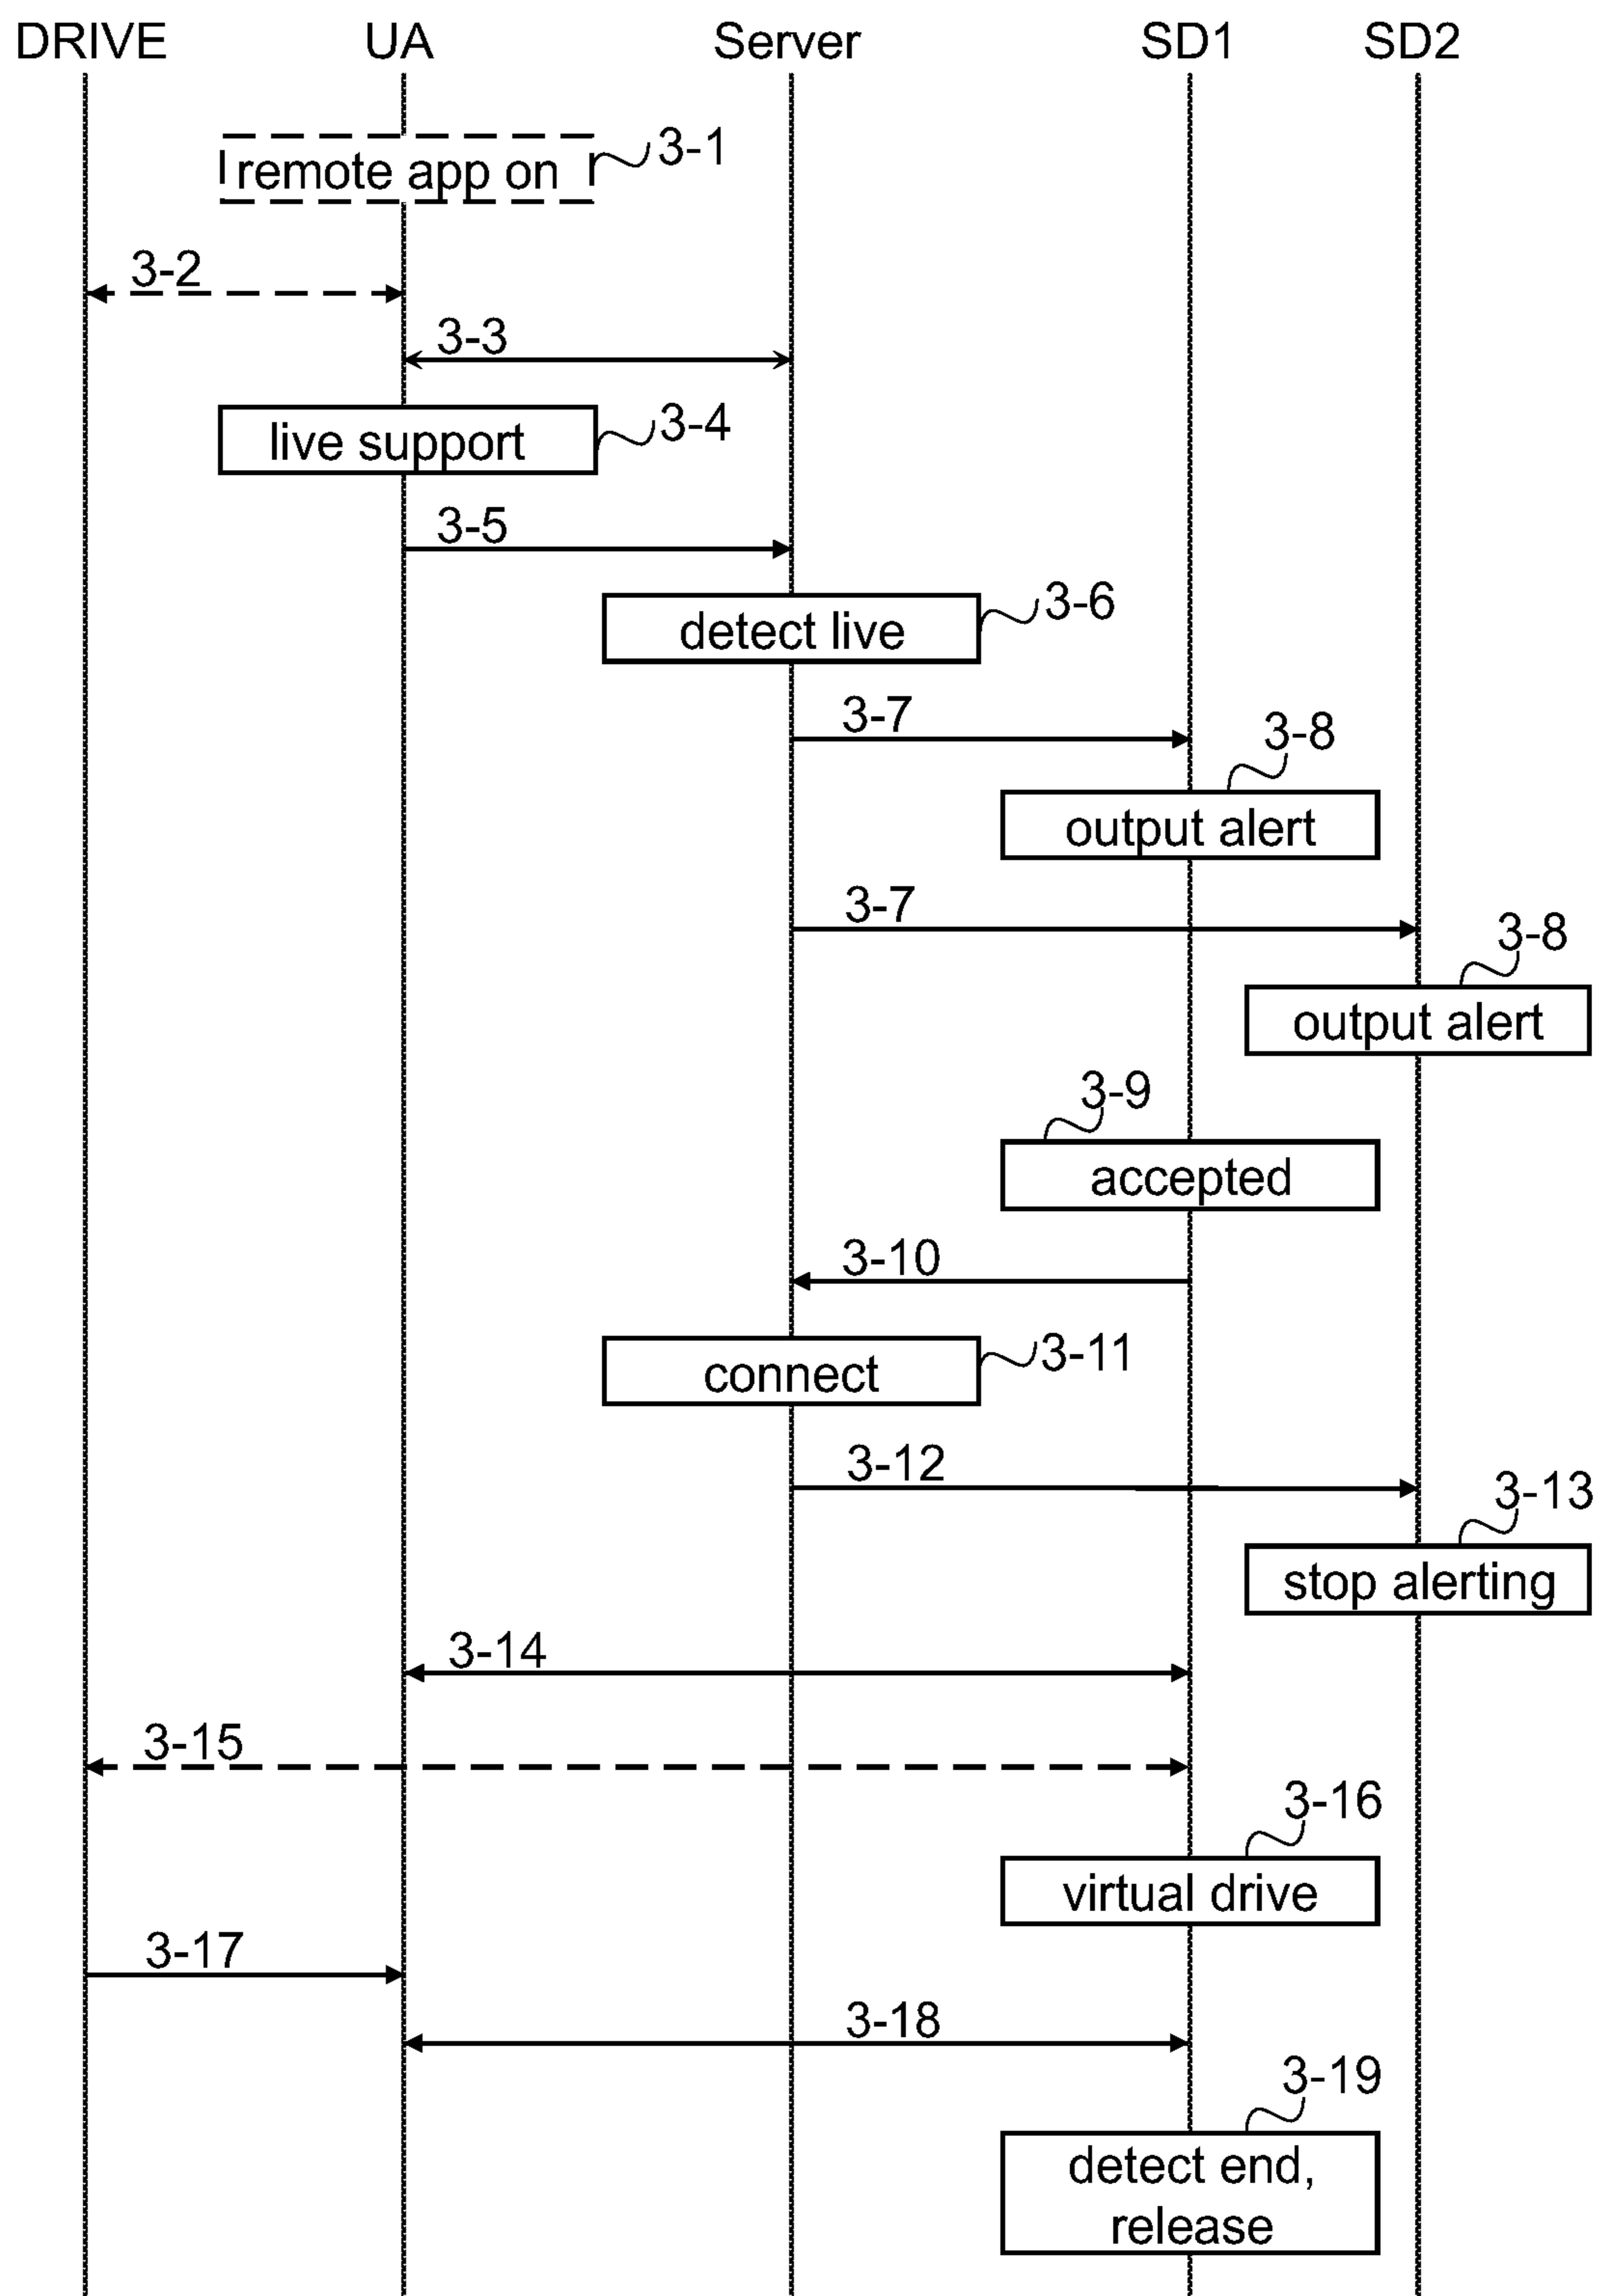 DRIVE UA Server SD1 SD2
remote app on 3-1
3-2
3-3
live support 3-4
3-5
detect live 3-6
3-7
3-8
output alert
3-7
3-8
output alert
3-9
accepted
3-10
connect 3-11
3-12
3-13
stop alerting
3-14
3-15
3-16
virtual drive
3-17
3-18
3-19
detect end,
release